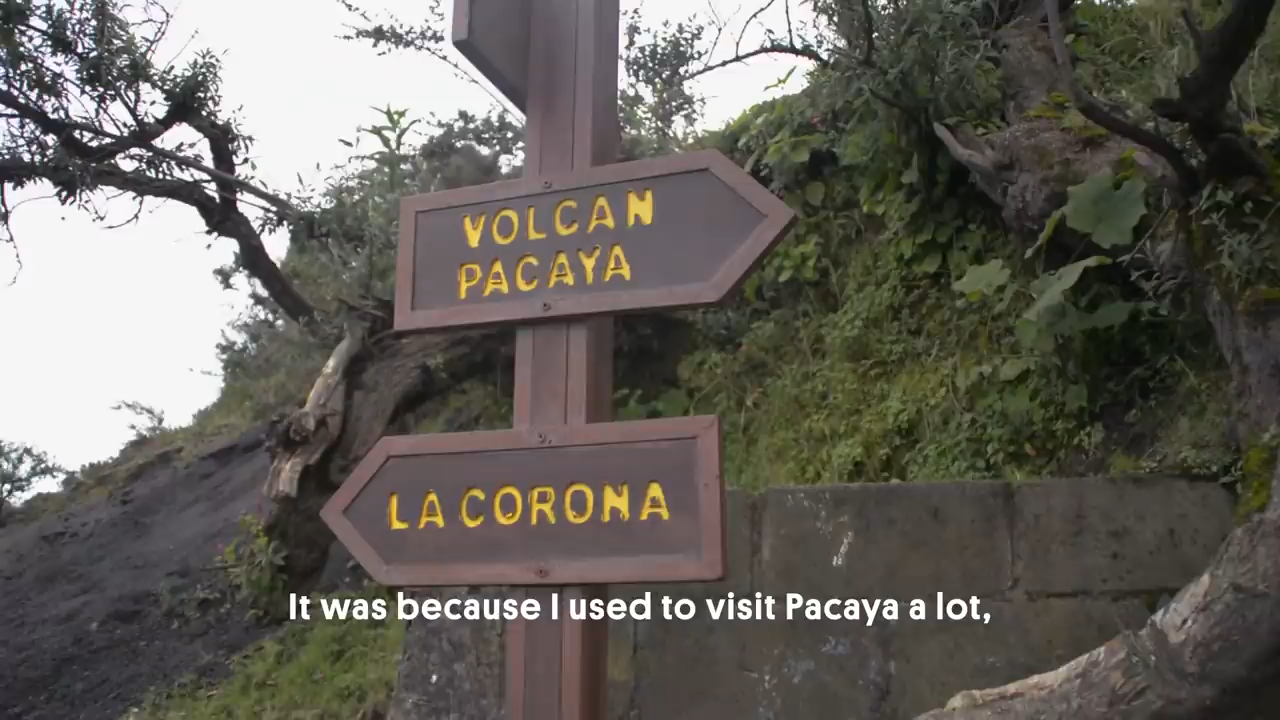 VOLCAN
PACAYA
LA CORONA
It was because I used to visit Pacaya a lot,